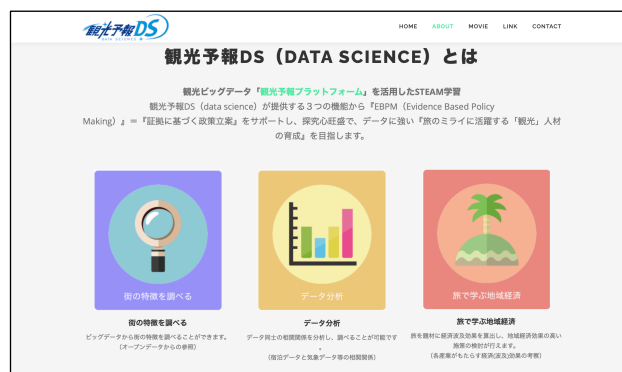 観光予報DS
DATA SCIENCE
HOME ABOUT MOVIE LINK CONTACT
観光予報DS（DATA SCIENCE）とは
観光ビッグデータ『観光予報プラットフォーム』を活用したSTEAM学習
観光予報DS（data science）が提供する３つの機能から『EBPM（Evidence Based Policy
Making）』＝『証拠に基づく政策立案』をサポートし、探究心旺盛で、データに強い『旅のミライに活躍する「観光」人材
の育成』を目指します。
街の特徴を調べる
データ分析
旅で学ぶ地域経済
街の特徴を調べる
ビッグデータから街の特徴を調べることができます。
（オープンデータからの参照）
データ分析
データ同士の相関関係を分析し、調べることが可能です
。
（宿泊データと気象データ等の相関関係）
旅で学ぶ地域経済
旅を題材に経済波及効果を算出し、地域経済効果の高い
施策の検討が行えます。
（各産業がもたらす経済(波及)効果の考察）